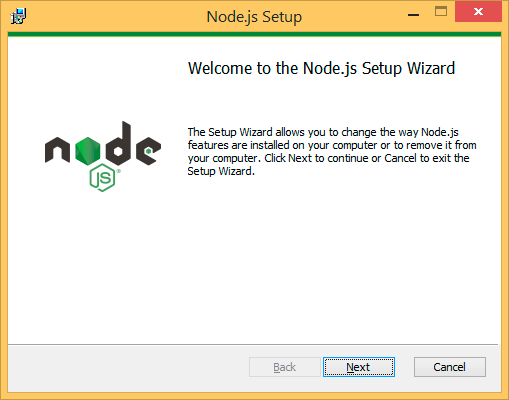 Node.js Setup
Welcome to the Node.js Setup Wizard
node
JS®
The Setup Wizard allows you to change the way Node.js
features are installed on your computer or to remove it from
your computer. Click Next to continue or Cancel to exit the
Setup Wizard.
Back
Next
Cancel